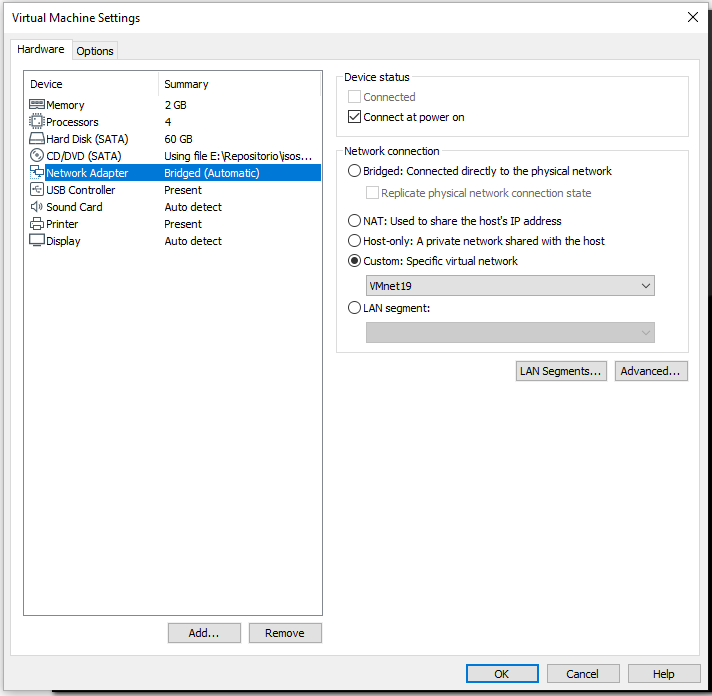 Virtual Machine Settings
Hardware
Options
Device Summary
Memory 2 GB
Processors 4
Hard Disk (SATA) 60 GB
CD/DVD (SATA) Using file E:\Repositorio\jsos...
Network Adapter Bridged (Automatic)
USB Controller Present
Sound Card Auto detect
Printer Present
Display Auto detect
Add...
Remove
Device status
Connected
Connect at power on
Network connection
Bridged: Connected directly to the physical network
Replicate physical network connection state
NAT: Used to share the host's IP address
Host-only: A private network shared with the host
Custom: Specific virtual network
VMnet19
LAN segment:
LAN Segments...
Advanced...
OK
Cancel
Help